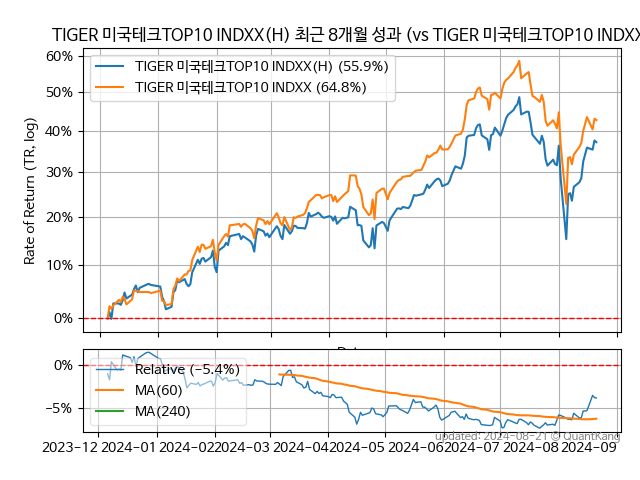 TIGER 미국테크TOP10 INDXX(H) 최근 8개월 성과 (vs TIGER 미국테크TOP10 INDXX
60%
50%
40%
30%
20%
10%
0%
Rate of Return (TR, log)
TIGER 미국테크TOP10 INDXX(H) (55.9%)
TIGER 미국테크TOP10 INDXX (64.8%)
0%
−5%
Relative (−5.4%)
MA(60)
MA(240)
updated: 2024-08-21 © QuantKang
2023−12 2024−01 2024−02 2024−03 2024−04 2024−05 2024−06 2024−07 2024−08 2024−09